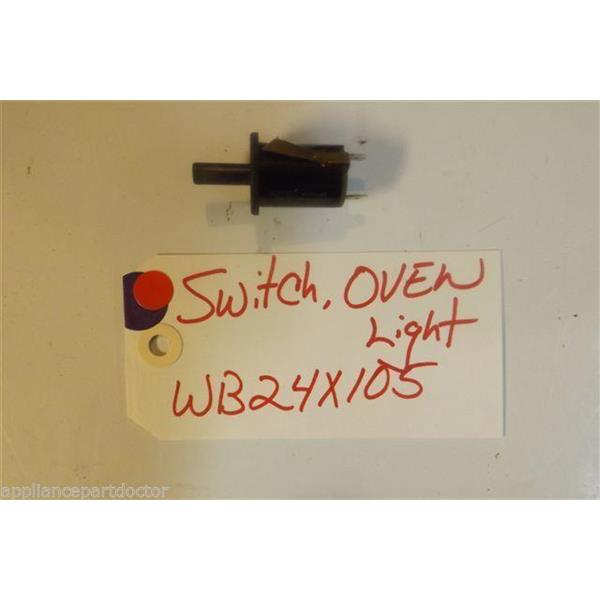 Switch, OVEN
Light
WB24X105
appliancepartdoctor